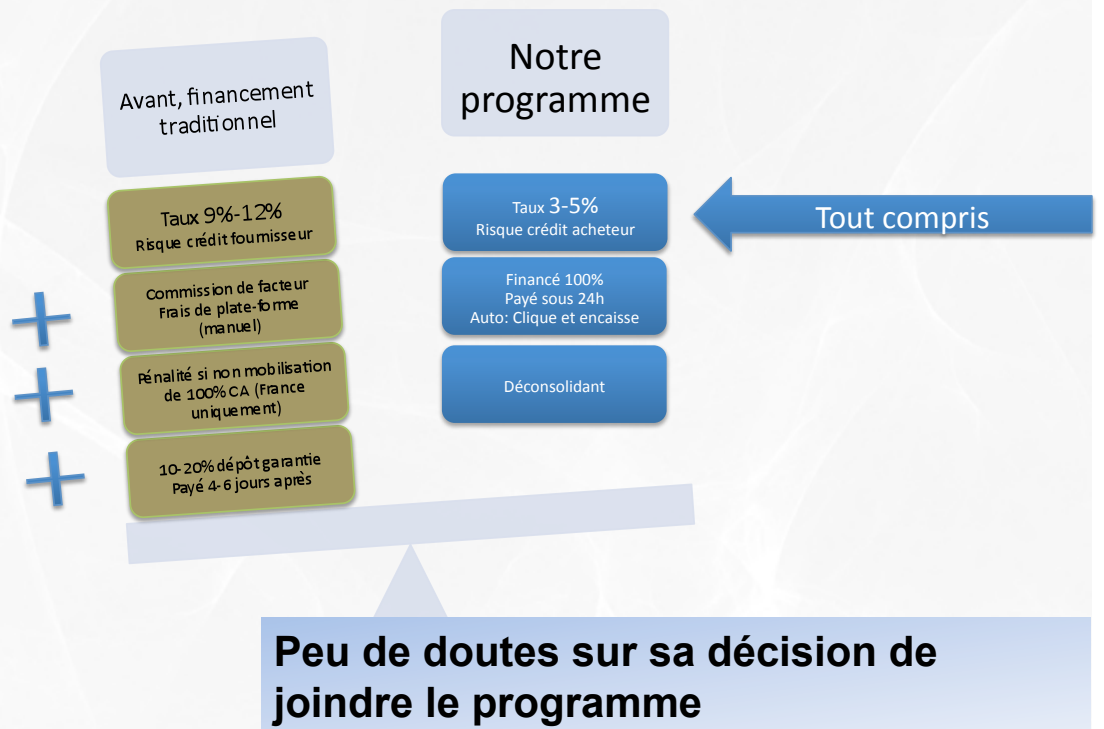 Avant, financement
traditionnel
Taux 9%-12%
Risque crédit fournisseur
Commission de facteur
Frais de plate-forme
(manuel)
Pénalité si non mobilisation
de 100% CA (France
uniquement)
10-20% dépôt garantie
Payé 4-6 jours après
Notre
programme
Taux 3-5%
Risque crédit acheteur
Financé 100%
Payé sous 24h
Auto: Clique et encaisse
Déconsolidant
Tout compris
Peu de doutes sur sa décision de
joindre le programme